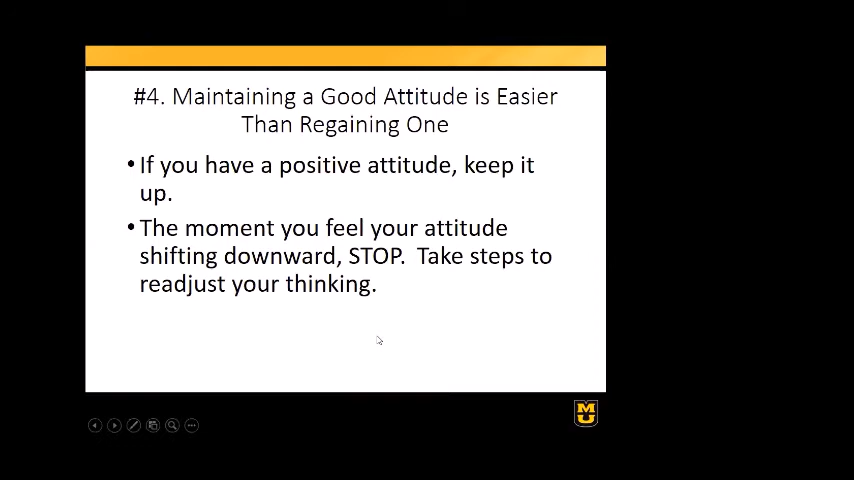 #4. Maintaining a Good Attitude is Easier
Than Regaining One
• If you have a positive attitude, keep it
up.
• The moment you feel your attitude
shifting downward, STOP.  Take steps to
readjust your thinking.
MU